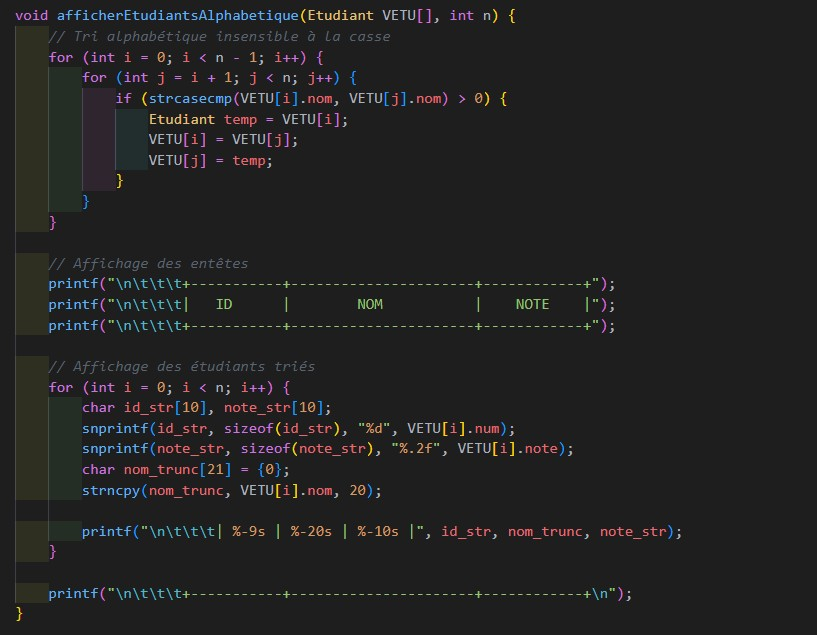 void afficherEtudiantsAlphabetique(Etudiant VETU[], int n) {
    // Tri alphabétique insensible à la casse
    for (int i = 0; i < n - 1; i++) {
        for (int j = i + 1; j < n; j++) {
            if (strcasecmp(VETU[i].nom, VETU[j].nom) > 0) {
                Etudiant temp = VETU[i];
                VETU[i] = VETU[j];
                VETU[j] = temp;
            }
        }
    }

    // Affichage des entêtes
    printf("\n\t\t\t+-----------+----------------------+------------+");
    printf("\n\t\t\t|   ID      |        NOM           |    NOTE    |");
    printf("\n\t\t\t+-----------+----------------------+------------+");

    // Affichage des étudiants triés
    for (int i = 0; i < n; i++) {
        char id_str[10], note_str[10];
        snprintf(id_str, sizeof(id_str), "%d", VETU[i].num);
        snprintf(note_str, sizeof(note_str), "%.2f", VETU[i].note);
        char nom_trunc[21] = {0};
        strncpy(nom_trunc, VETU[i].nom, 20);

        printf("\n\t\t\t| %-9s | %-20s | %-10s |", id_str, nom_trunc, note_str);
    }

    printf("\n\t\t\t+-----------+----------------------+------------+\n");
}